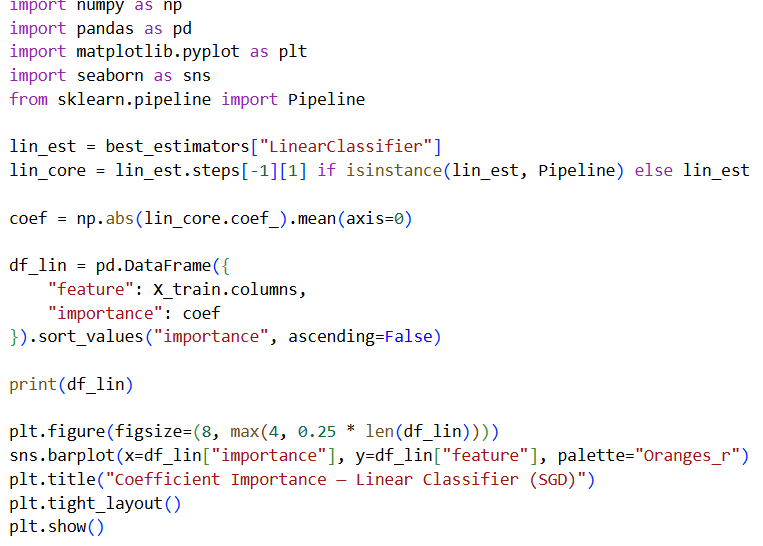 import numpy as np
import pandas as pd
import matplotlib.pyplot as plt
import seaborn as sns
from sklearn.pipeline import Pipeline

lin_est = best_estimators["LinearClassifier"]
lin_core = lin_est.steps[-1][1] if isinstance(lin_est, Pipeline) else lin_est

coef = np.abs(lin_core.coef_).mean(axis=0)

df_lin = pd.DataFrame({
    "feature": X_train.columns,
    "importance": coef
}).sort_values("importance", ascending=False)

print(df_lin)

plt.figure(figsize=(8, max(4, 0.25 * len(df_lin))))
sns.barplot(x=df_lin["importance"], y=df_lin["feature"], palette="Oranges_r")
plt.title("Coefficient Importance — Linear Classifier (SGD)")
plt.tight_layout()
plt.show()